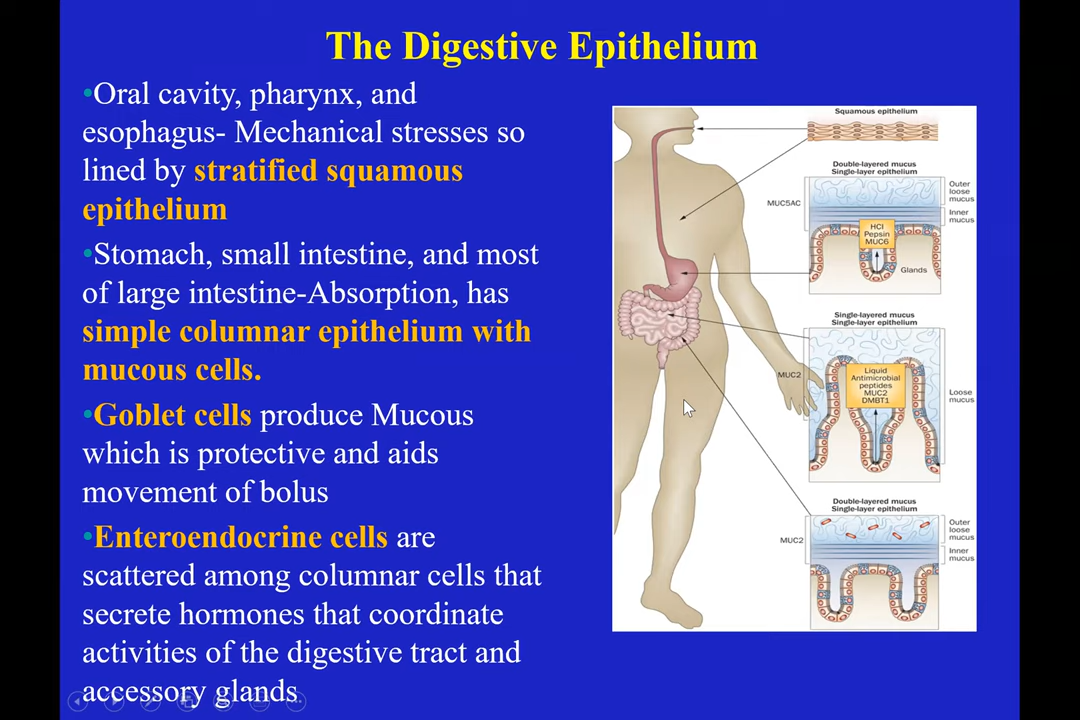 The Digestive Epithelium
•Oral cavity, pharynx, and
esophagus- Mechanical stresses so
lined by stratified squamous
epithelium
•Stomach, small intestine, and most
of large intestine-Absorption, has
simple columnar epithelium with
mucous cells.
•Goblet cells produce Mucous
which is protective and aids
movement of bolus
•Enteroendocrine cells are
scattered among columnar cells that
secrete hormones that coordinate
activities of the digestive tract and
accessory glands
Squamous epithelium
Double-layered mucus
Single-layer epithelium
MUC5AC
Outer
loose
mucus
Inner
mucus
HCl
Pepsin
MUC6
Glands
Single-layered mucus
Single-layer epithelium
MUC2
Liquid
Antimicrobial
peptides
MUC2
DMBT1
Loose
mucus
Double-layered mucus
Single-layer epithelium
MUC2
Outer
loose
mucus
Inner
mucus